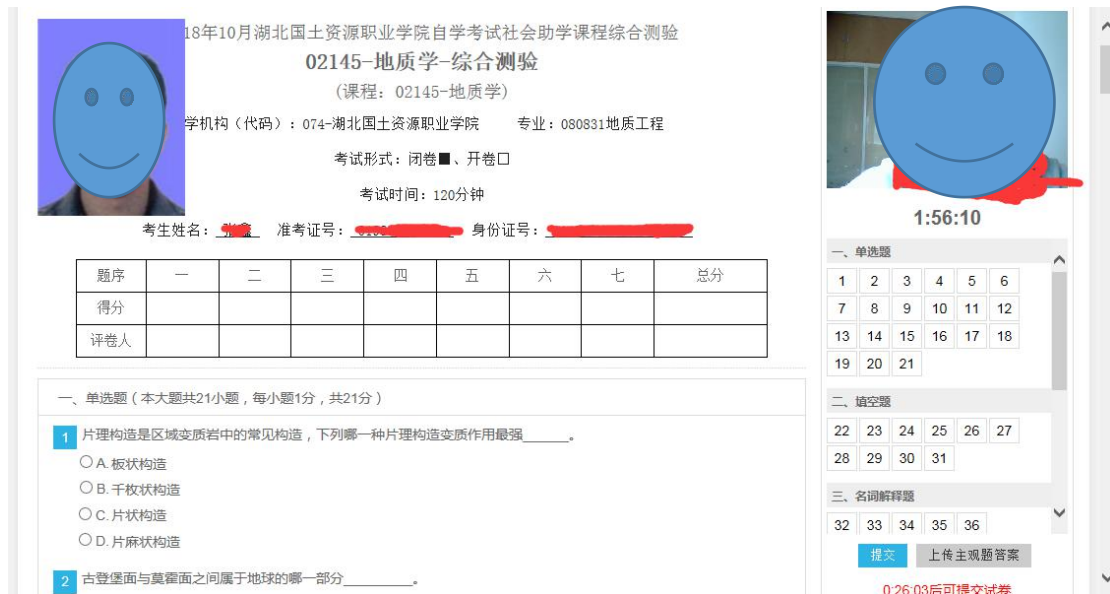 18年10月湖北国土资源职业学院自学考试社会助学课程综合测验
02145-地质学-综合测验
(课程：02145-地质学)
学机构（代码）：074-湖北国土资源职业学院 专业：080831地质工程
考试形式：闭卷■、开卷□
考试时间：120分钟
考生姓名： 准考证号： 身份证号：
题序 一 二 三 四 五 六 七 总分
得分
评卷人
一、单选题（本大题共21小题，每小题1分，共21分）
1 片理构造是区域变质岩中的常见构造，下列哪一种片理构造变质作用最强______。
A. 板状构造
B. 千枚状构造
C. 片状构造
D. 片麻状构造
2 古登堡面与莫霍面之间属于地球的哪一部分__________。
1:56:10
一、单选题
1 2 3 4 5 6
7 8 9 10 11 12
13 14 15 16 17 18
19 20 21
二、填空题
22 23 24 25 26 27
28 29 30 31
三、名词解释题
32 33 34 35 36
提交 上传主观题答案
0:26:03后可提交试卷